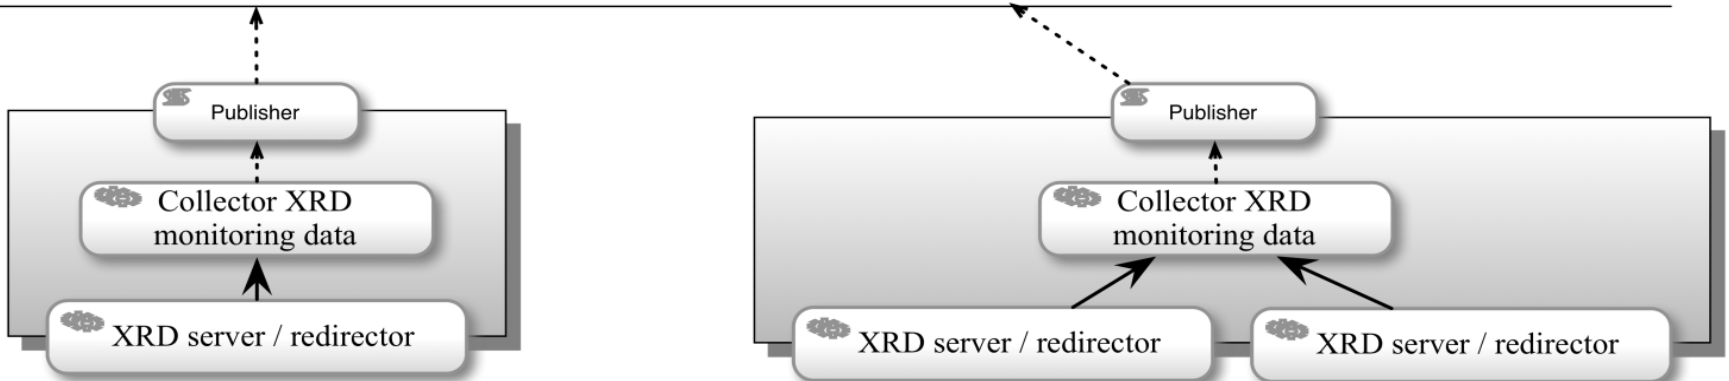 Publisher
Collector XRD
monitoring data
XRD server / redirector
Publisher
Collector XRD
monitoring data
XRD server / redirector
XRD server / redirector